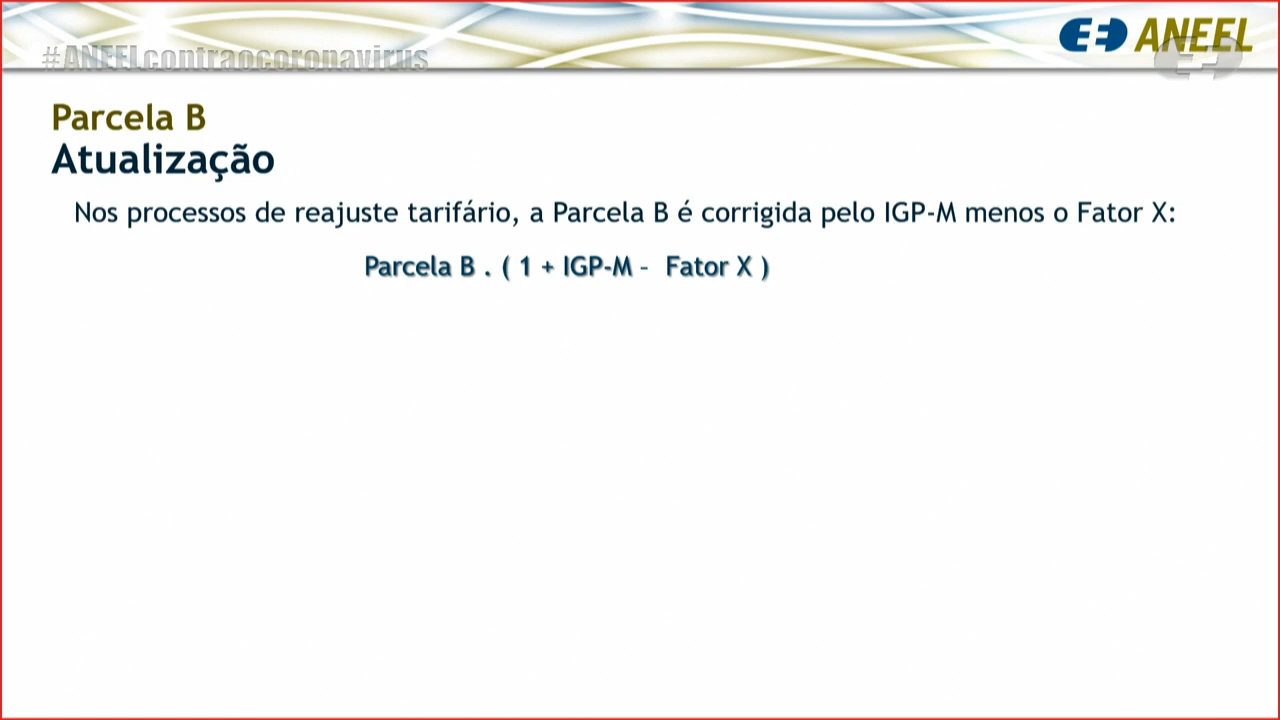 #ANEELcontraocoronavirus
ANEEL
Parcela B
Atualização
Nos processos de reajuste tarifário, a Parcela B é corrigida pelo IGP-M menos o Fator X:
Parcela B . ( 1 + IGP-M – Fator X )